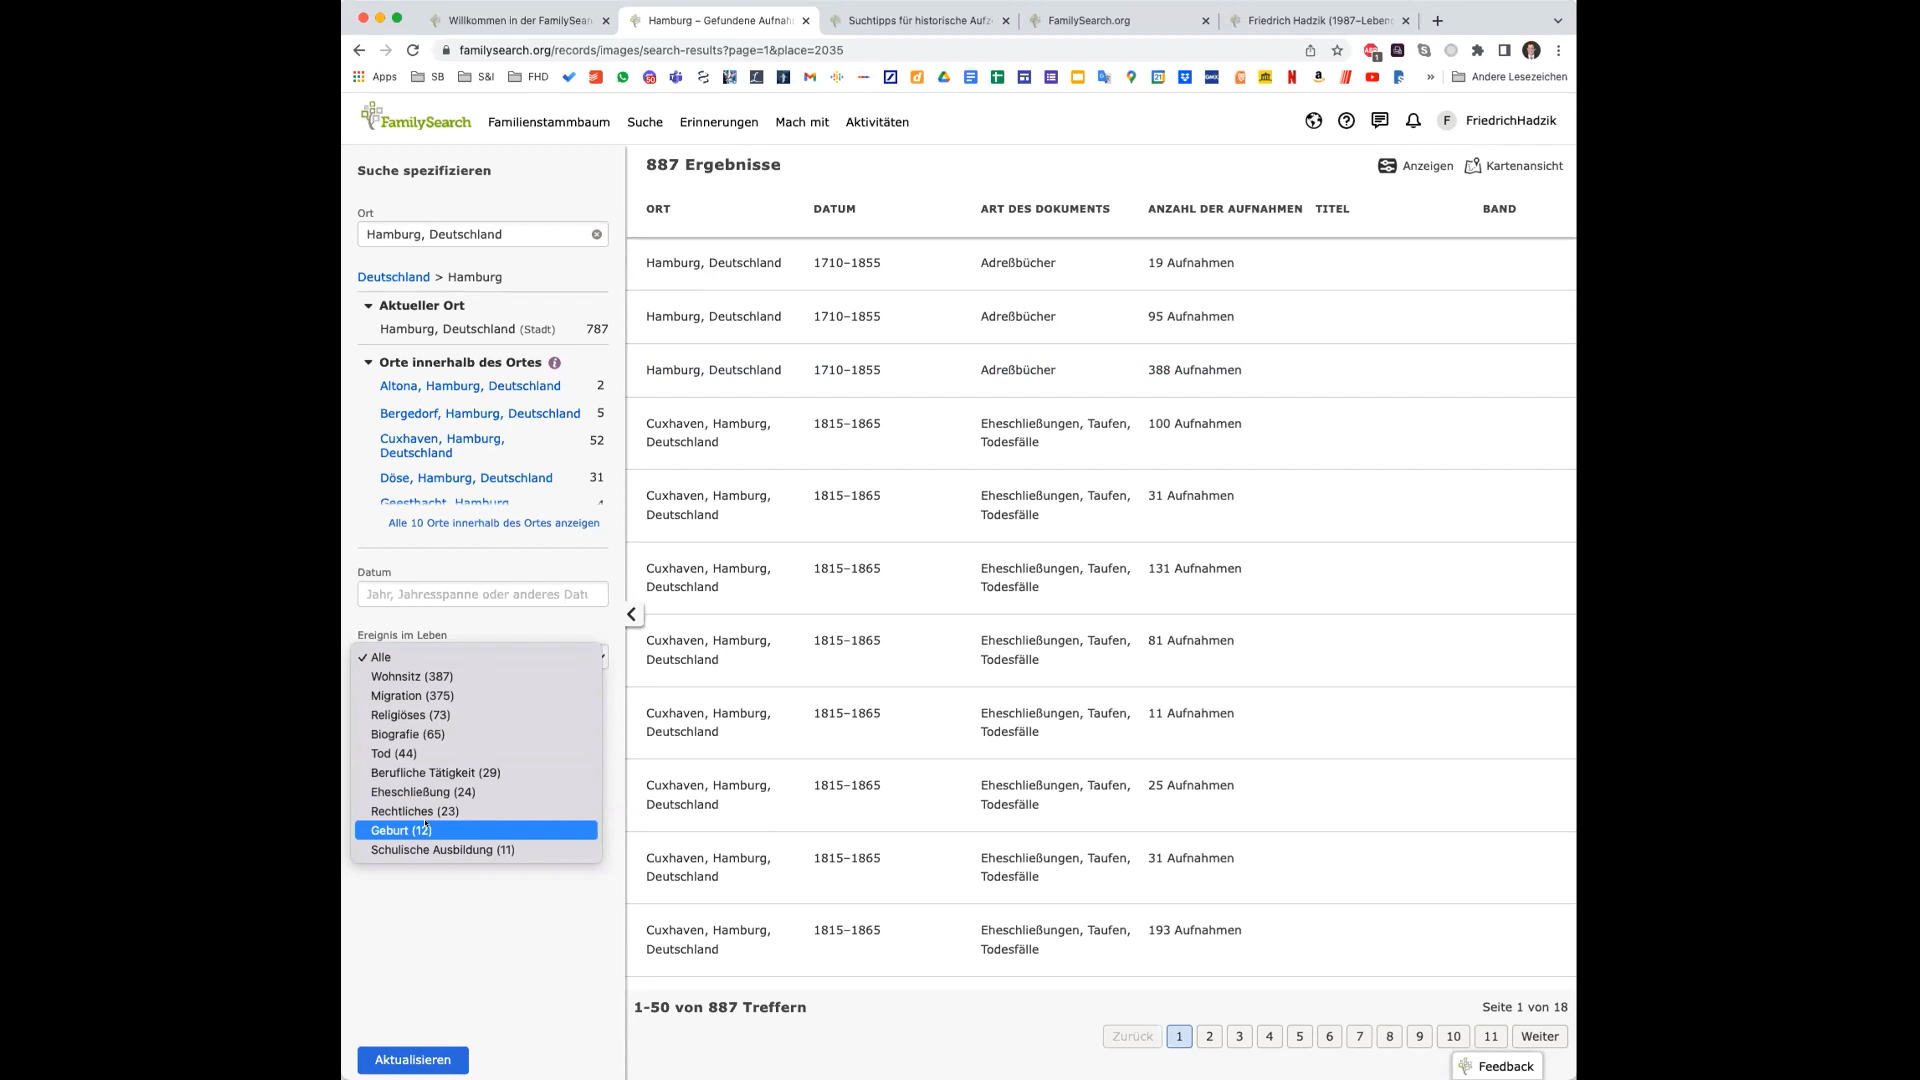 Willkommen in der FamilySear
Hamburg – Gefundene Aufnah
Suchtipps für historische Aufz
FamilySearch.org
Friedrich Hadzik (1987–Leben
familysearch.org/records/images/search-results?page=1&place=2035
Apps
SB
S&I
FHD
Andere Lesezeichen
FamilySearch
Familienstammbaum
Suche
Erinnerungen
Mach mit
Aktivitäten
F
FriedrichHadzik
Suche spezifizieren
Ort
Hamburg, Deutschland
Deutschland > Hamburg
Aktueller Ort
Hamburg, Deutschland (Stadt) 787
Orte innerhalb des Ortes
Altona, Hamburg, Deutschland 2
Bergedorf, Hamburg, Deutschland 5
Cuxhaven, Hamburg, 52
Deutschland
Döse, Hamburg, Deutschland 31
Geesthacht, Hamburg 4
Alle 10 Orte innerhalb des Ortes anzeigen
Datum
Jahr, Jahresspanne oder anderes Datu
Ereignis im Leben
Alle
Wohnsitz (387)
Migration (375)
Religiöses (73)
Biografie (65)
Tod (44)
Berufliche Tätigkeit (29)
Eheschließung (24)
Rechtliches (23)
Geburt (12)
Schulische Ausbildung (11)
Aktualisieren
887 Ergebnisse
Anzeigen
Kartenansicht
ORT DATUM ART DES DOKUMENTS ANZAHL DER AUFNAHMEN TITEL BAND
Hamburg, Deutschland 1710–1855 Adreßbücher 19 Aufnahmen
Hamburg, Deutschland 1710–1855 Adreßbücher 95 Aufnahmen
Hamburg, Deutschland 1710–1855 Adreßbücher 388 Aufnahmen
Cuxhaven, Hamburg, 1815–1865 Eheschließungen, Taufen, 100 Aufnahmen
Deutschland Todesfälle
Cuxhaven, Hamburg, 1815–1865 Eheschließungen, Taufen, 31 Aufnahmen
Deutschland Todesfälle
Cuxhaven, Hamburg, 1815–1865 Eheschließungen, Taufen, 131 Aufnahmen
Deutschland Todesfälle
Cuxhaven, Hamburg, 1815–1865 Eheschließungen, Taufen, 81 Aufnahmen
Deutschland Todesfälle
Cuxhaven, Hamburg, 1815–1865 Eheschließungen, Taufen, 11 Aufnahmen
Deutschland Todesfälle
Cuxhaven, Hamburg, 1815–1865 Eheschließungen, Taufen, 25 Aufnahmen
Deutschland Todesfälle
Cuxhaven, Hamburg, 1815–1865 Eheschließungen, Taufen, 31 Aufnahmen
Deutschland Todesfälle
Cuxhaven, Hamburg, 1815–1865 Eheschließungen, Taufen, 193 Aufnahmen
Deutschland Todesfälle
1-50 von 887 Treffern
Seite 1 von 18
Zurück 1 2 3 4 5 6 7 8 9 10 11 Weiter
Feedback